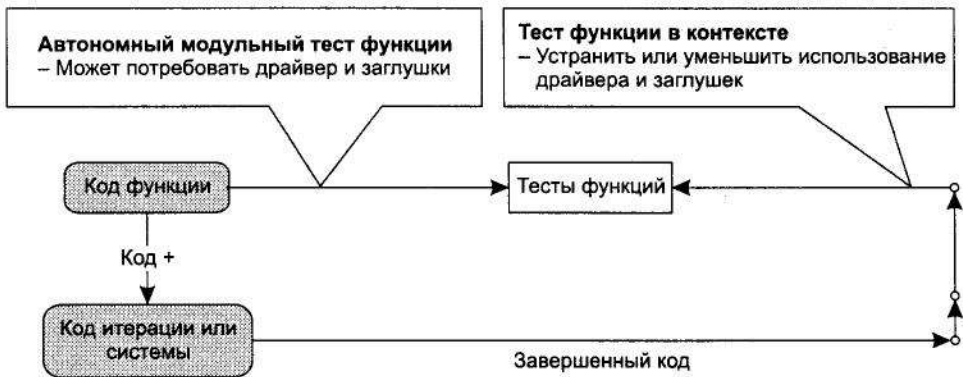 Автономный модульный тест функции
– Может потребовать драйвер и заглушки
Тест функции в контексте
– Устранить или уменьшить использование
драйвера и заглушек
Код функции
Тесты функций
Код +
Код итерации или
системы
Завершенный код